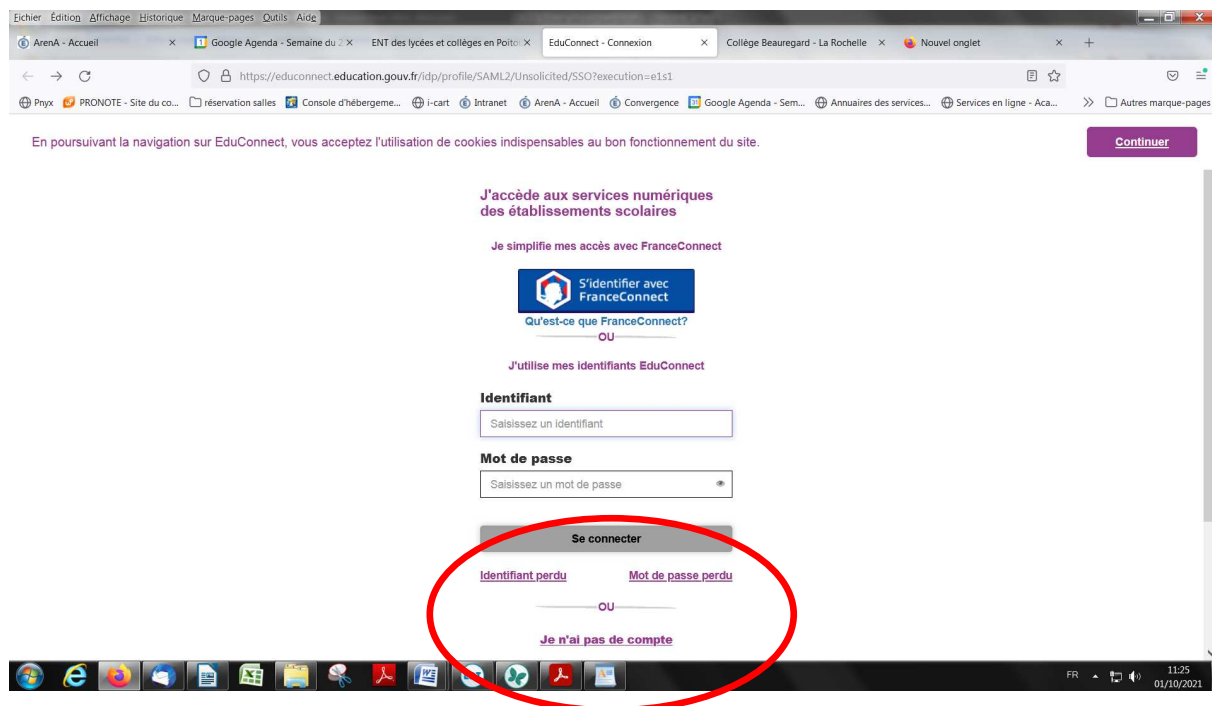 Fichier Édition Affichage Historique Marque-pages Outils Aide
ArenA - Accueil
Google Agenda - Semaine du 2
ENT des lycées et collèges en Poito
EduConnect - Connexion
Collège Beauregard - La Rochelle
Nouvel onglet
https://educonnect.education.gouv.fr/idp/profile/SAML2/Unsolicited/SSO?execution=e1s1
Pnyx
PRONOTE - Site du co...
réservation salles
Console d'hébergeme...
i-cart
Intranet
ArenA - Accueil
Convergence
Google Agenda - Sem...
Annuaires des services...
Services en ligne - Aca...
Autres marque-pages
En poursuivant la navigation sur EduConnect, vous acceptez l'utilisation de cookies indispensables au bon fonctionnement du site.
Continuer
J'accède aux services numériques
des établissements scolaires
Je simplifie mes accès avec FranceConnect
S'identifier avec
FranceConnect
Qu'est-ce que FranceConnect?
OU
J'utilise mes identifiants EduConnect
Identifiant
Saisissez un identifiant
Mot de passe
Saisissez un mot de passe
Se connecter
Identifiant perdu
Mot de passe perdu
OU
Je n'ai pas de compte
FR
11:25
01/10/2021